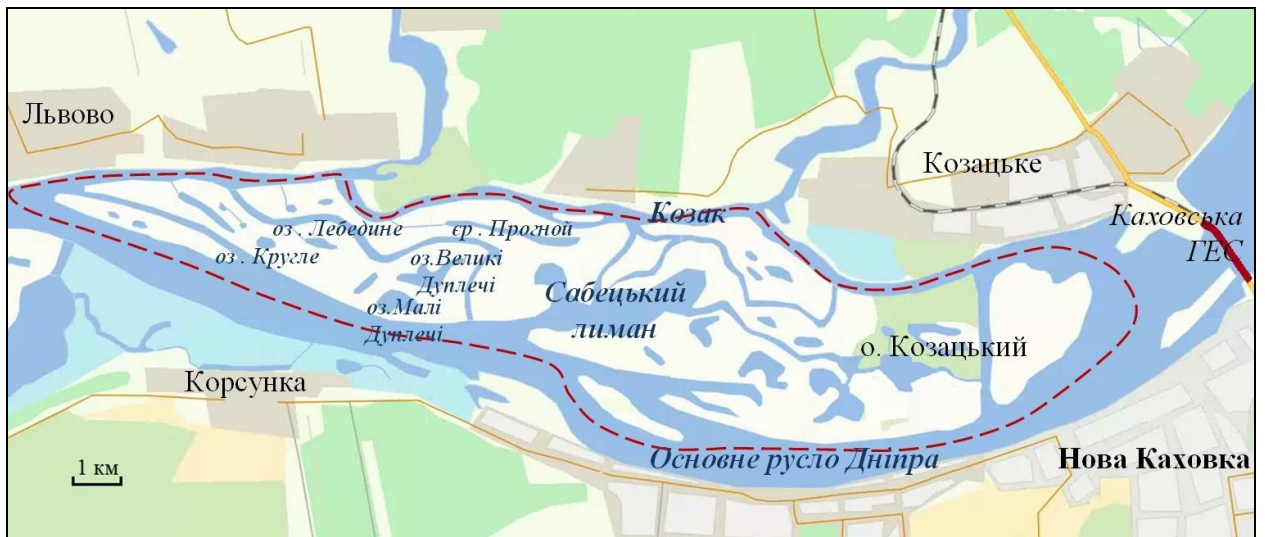 Львово
Козацьке
Козак
Каховська
ГЕС
оз . Лебедине
єр . Прогной
оз . Кругле
оз.Великі
Дуплечі
Сабецький
лиман
оз.Малі
Дуплечі
о. Козацький
Корсунка
Основне русло Дніпра
Нова Каховка
1 км